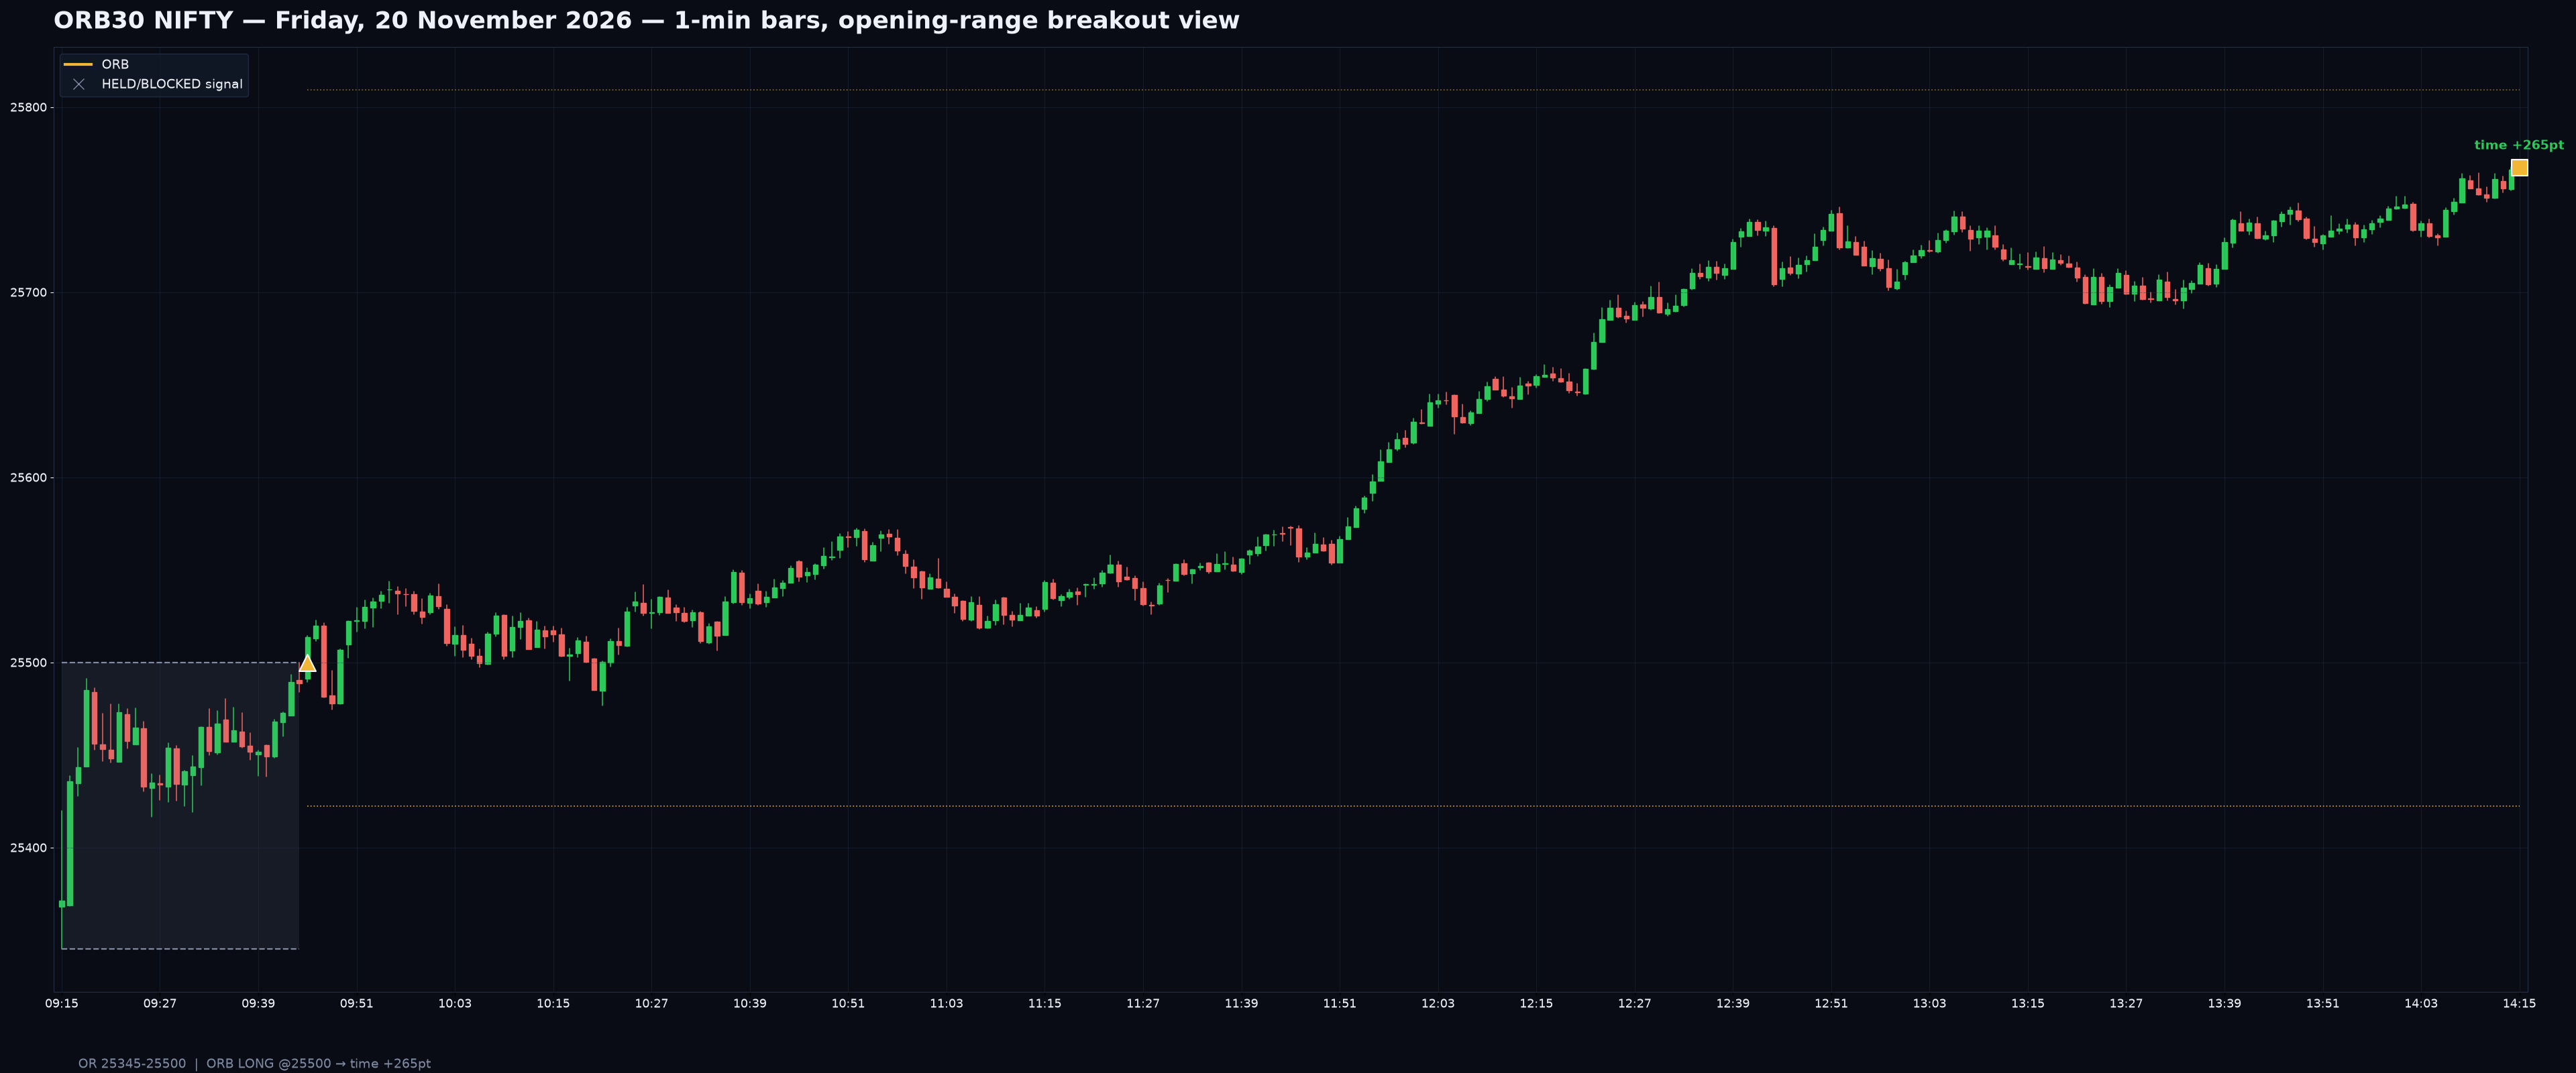 ORB30 NIFTY — Friday, 20 November 2026 — 1-min bars, opening-range breakout view
ORB
HELD/BLOCKED signal
25800
time +265pt
25700
25600
25500
25400
09:15 09:27 09:39 09:51 10:03 10:15 10:27 10:39 10:51 11:03 11:15 11:27 11:39 11:51 12:03 12:15 12:27 12:39 12:51 13:03 13:15 13:27 13:39 13:51 14:03 14:15
OR 25345-25500 | ORB LONG @25500 → time +265pt